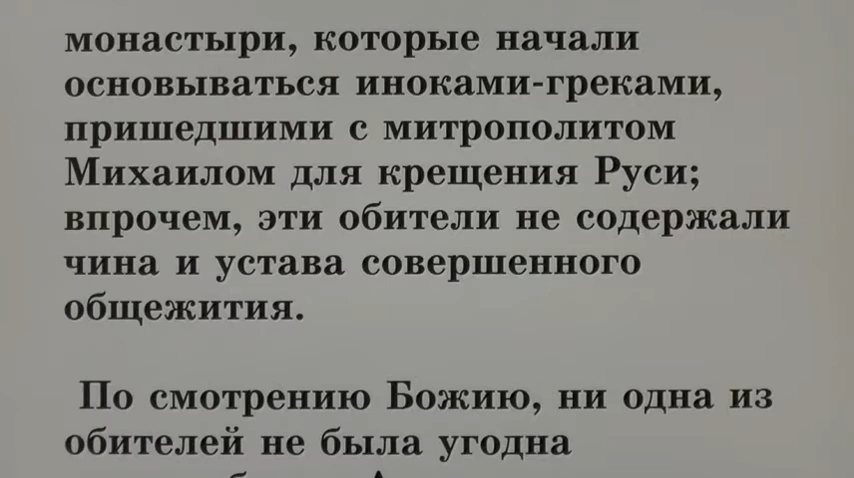 монастыри, которые начали
основываться иноками-греками,
пришедшими с митрополитом
Михаилом для крещения Руси;
впрочем, эти обители не содержали
чина и устава совершенного
общежития.
По смотрению Божию, ни одна из
обителей не была угодна